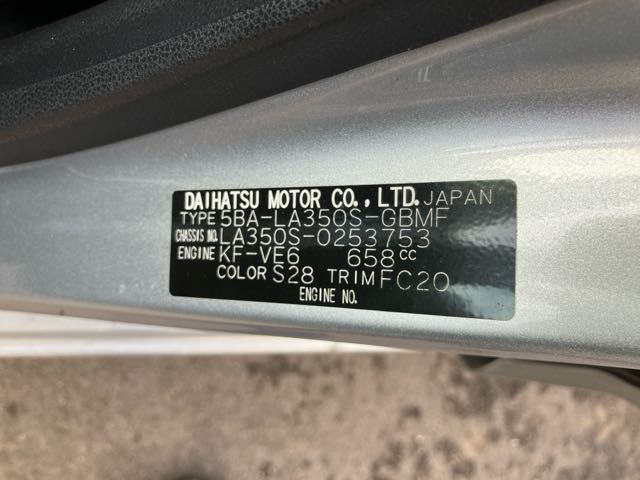 DAIHATSU MOTOR CO.,LTD. JAPAN
TYPE 5BA-LA350S-GBMF
CHASSIS NO. LA350S-0253753
ENGINE KF-VE6 658cc
COLOR S28 TRIM FC20
ENGINE NO.